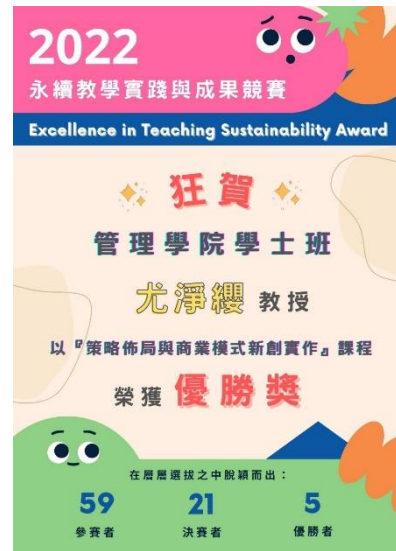 2022
永續教學實踐與成果競賽
Excellence in Teaching Sustainability Award
狂賀
管理學院學士班
尤淨纓 教授
以『策略佈局與商業模式新創實作』課程
榮獲 優勝獎
在層層選拔之中脫穎而出：
59 21 5
參賽者 決賽者 優勝者